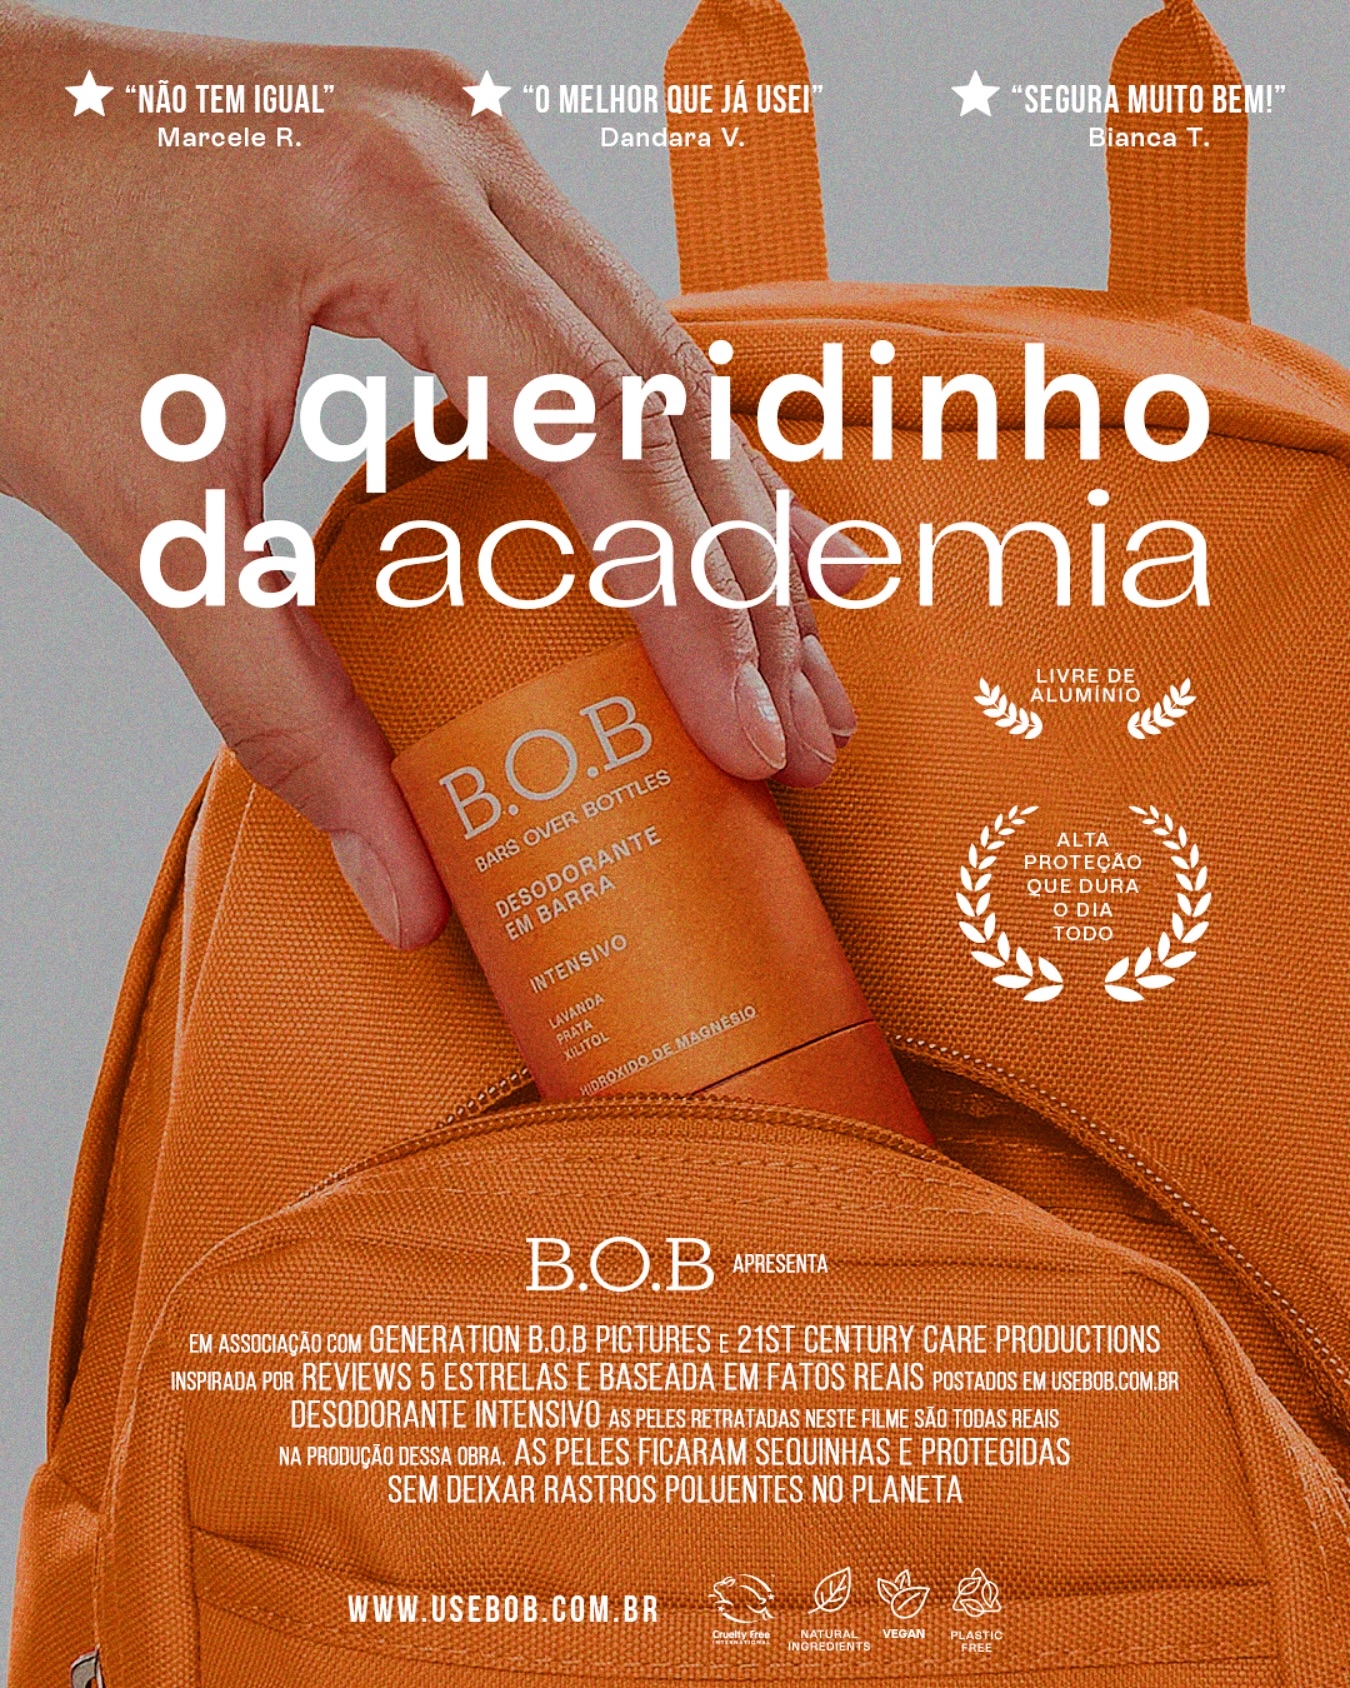 “NÃO TEM IGUAL”
Marcele R.
“O MELHOR QUE JÁ USEI”
Dandara V.
“SEGURA MUITO BEM!”
Bianca T.
o queridinho
da academia
LIVRE DE
ALUMÍNIO
ALTA
PROTEÇÃO
QUE DURA
O DIA
TODO
B.O.B
BARS OVER BOTTLES
DESODORANTE
EM BARRA
INTENSIVO
LAVANDA
PRATA
XILITOL
HIDRÓXIDO DE MAGNÉSIO
B.O.B APRESENTA
EM ASSOCIAÇÃO COM GENERATION B.O.B PICTURES E 21ST CENTURY CARE PRODUCTIONS
INSPIRADA POR REVIEWS 5 ESTRELAS E BASEADA EM FATOS REAIS POSTADOS EM USEBOB.COM.BR
DESODORANTE INTENSIVO AS PELES RETRATADAS NESTE FILME SÃO TODAS REAIS
NA PRODUÇÃO DESSA OBRA, AS PELES FICARAM SEQUINHAS E PROTEGIDAS
SEM DEIXAR RASTROS POLUENTES NO PLANETA
WWW.USEBOB.COM.BR
Cruelty Free
INTERNATIONAL
NATURAL
INGREDIENTS
VEGAN
PLASTIC
FREE